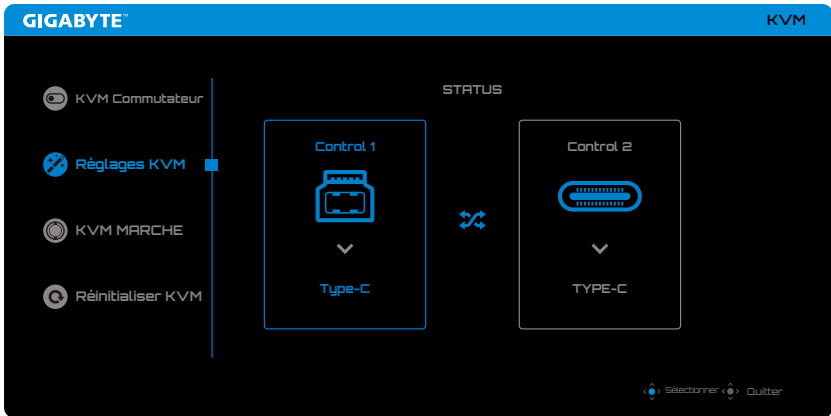 GIGABYTE™
KVM
KVM Commutateur
Réglages KVM
KVM MARCHE
Réinitialiser KVM
STATUS
Control 1
Type-C
Control 2
TYPE-C
Sélectionner
Quitter